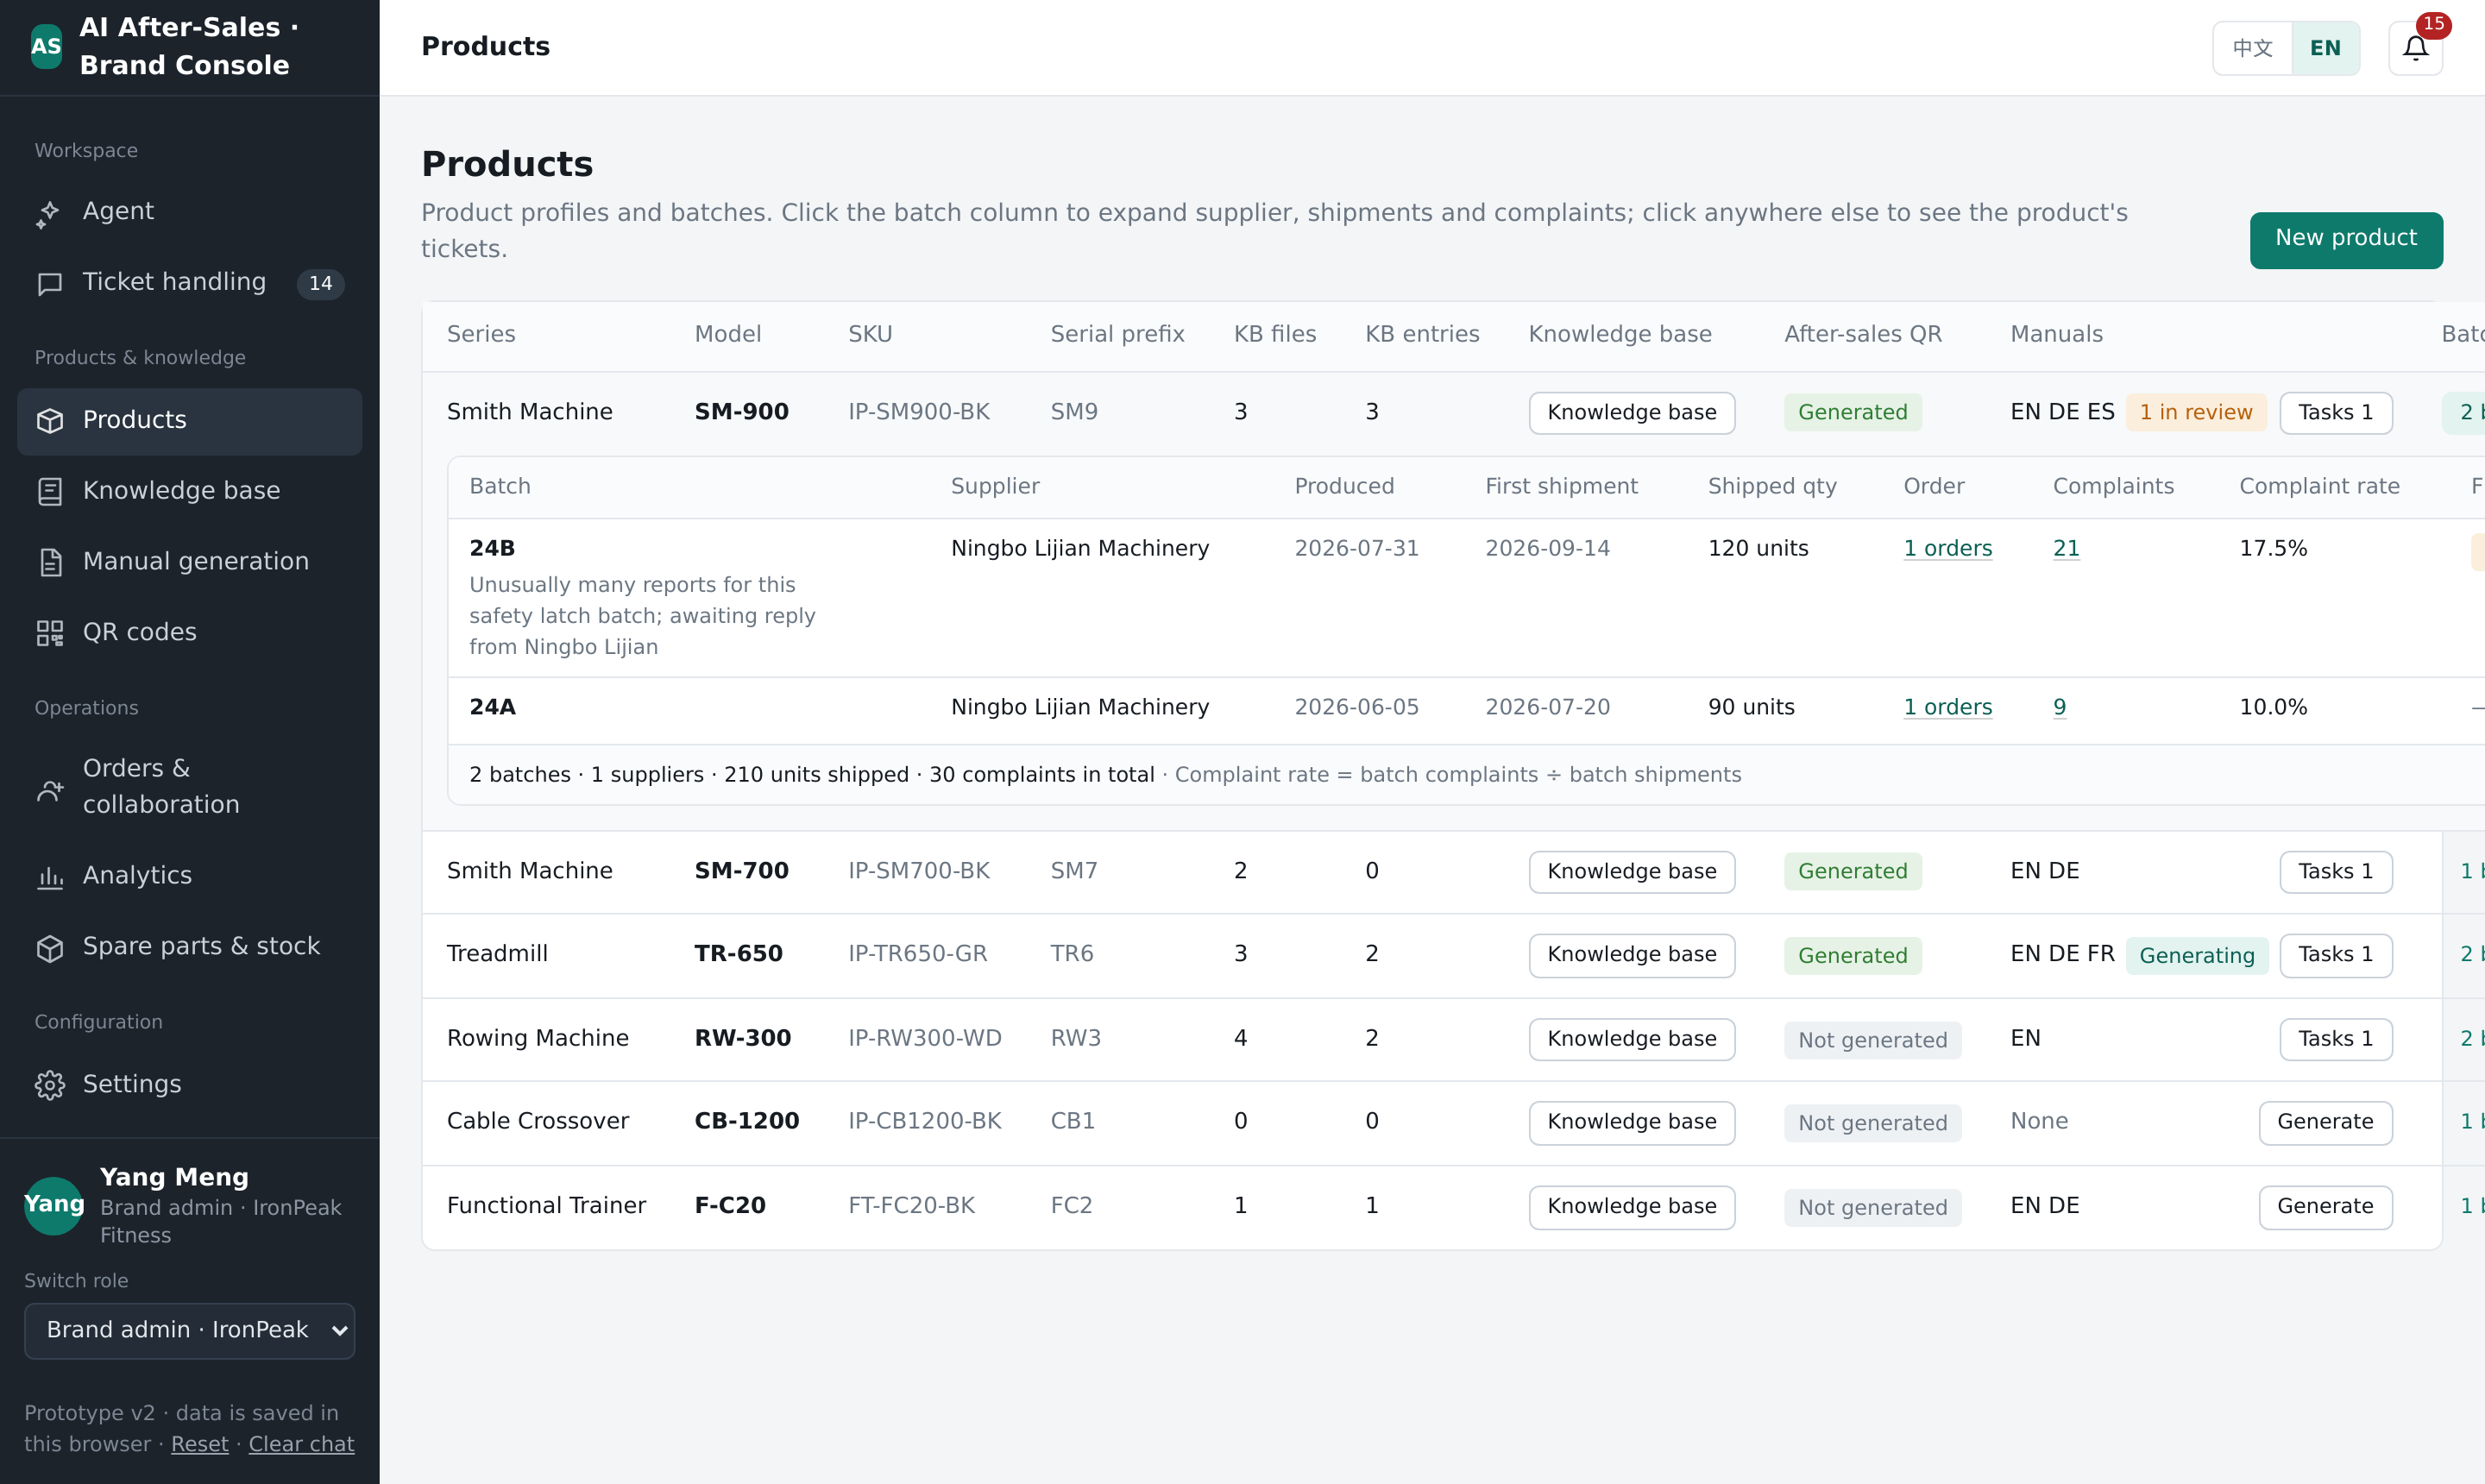 AS
AI After-Sales ·
Brand Console
Workspace
Agent
Ticket handling 14
Products & knowledge
Products
Knowledge base
Manual generation
QR codes
Operations
Orders &
collaboration
Analytics
Spare parts & stock
Configuration
Settings
Yang
Yang Meng
Brand admin · IronPeak
Fitness
Switch role
Brand admin · IronPeak
Prototype v2 · data is saved in
this browser · Reset · Clear chat
Products
中文 EN
15
Products
Product profiles and batches. Click the batch column to expand supplier, shipments and complaints; click anywhere else to see the product's
tickets.
New product
Series Model SKU Serial prefix KB files KB entries Knowledge base After-sales QR Manuals
Smith Machine SM-900 IP-SM900-BK SM9 3 3 Knowledge base Generated EN DE ES 1 in review Tasks 1 2
Batch Supplier Produced First shipment Shipped qty Order Complaints Complaint rate
24B Ningbo Lijian Machinery 2026-07-31 2026-09-14 120 units 1 orders 21 17.5%
Unusually many reports for this
safety latch batch; awaiting reply
from Ningbo Lijian
24A Ningbo Lijian Machinery 2026-06-05 2026-07-20 90 units 1 orders 9 10.0% —
2 batches · 1 suppliers · 210 units shipped · 30 complaints in total · Complaint rate = batch complaints ÷ batch shipments
Smith Machine SM-700 IP-SM700-BK SM7 2 0 Knowledge base Generated EN DE Tasks 1 1
Treadmill TR-650 IP-TR650-GR TR6 3 2 Knowledge base Generated EN DE FR Generating Tasks 1 2
Rowing Machine RW-300 IP-RW300-WD RW3 4 2 Knowledge base Not generated EN Tasks 1 2
Cable Crossover CB-1200 IP-CB1200-BK CB1 0 0 Knowledge base Not generated None Generate 1
Functional Trainer F-C20 FT-FC20-BK FC2 1 1 Knowledge base Not generated EN DE Generate 1